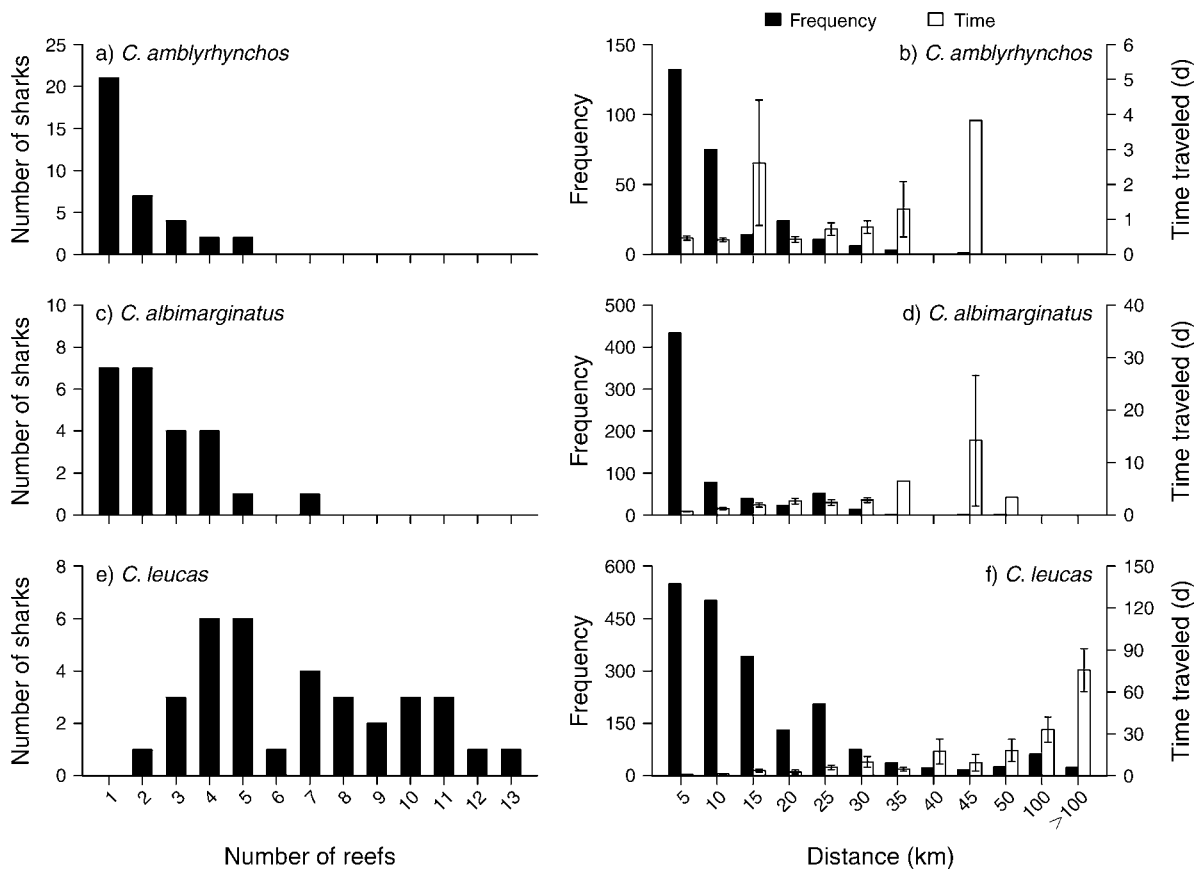 Frequency Time
a) C. amblyrhynchos
Number of sharks
25
20
15
10
5
0
b) C. amblyrhynchos
Frequency
150
100
50
0
Time traveled (d)
6
5
4
3
2
1
0
c) C. albimarginatus
Number of sharks
10
8
6
4
2
0
d) C. albimarginatus
Frequency
500
400
300
200
100
0
Time traveled (d)
40
30
20
10
0
e) C. leucas
Number of sharks
8
6
4
2
0
1 2 3 4 5 6 7 8 9 10 11 12 13
Number of reefs
f) C. leucas
Frequency
600
450
300
150
0
Time traveled (d)
150
120
90
60
30
0
5 10 15 20 25 30 35 40 45 50 100 >100
Distance (km)